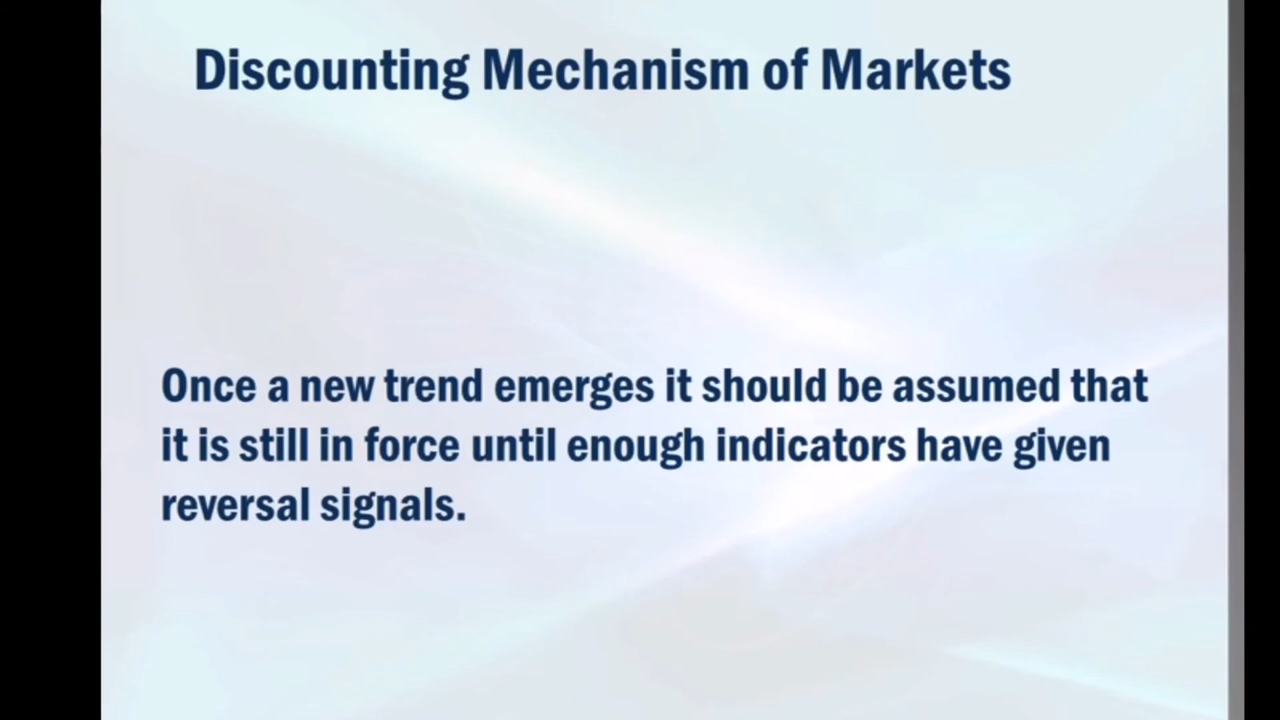 Discounting Mechanism of Markets
Once a new trend emerges it should be assumed that
it is still in force until enough indicators have given
reversal signals.